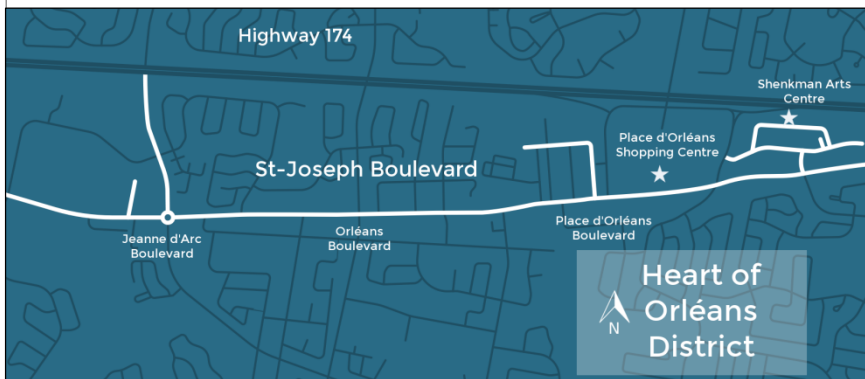 Highway 174
Shenkman Arts
Centre
Place d'Orléans
Shopping Centre
St-Joseph Boulevard
Jeanne d'Arc
Boulevard
Orléans
Boulevard
Place d'Orléans
Boulevard
Heart of
Orléans
District
N